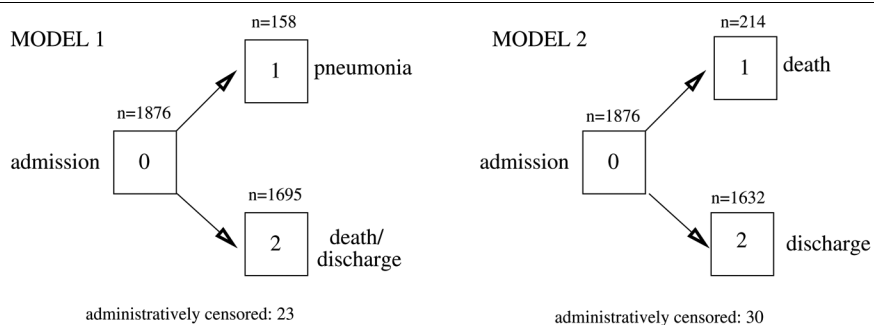 MODEL 1
n=158
1
pneumonia
n=1876
admission
0
n=1695
2
death/
discharge
administratively censored: 23
MODEL 2
n=214
1
death
n=1876
admission
0
n=1632
2
discharge
administratively censored: 30